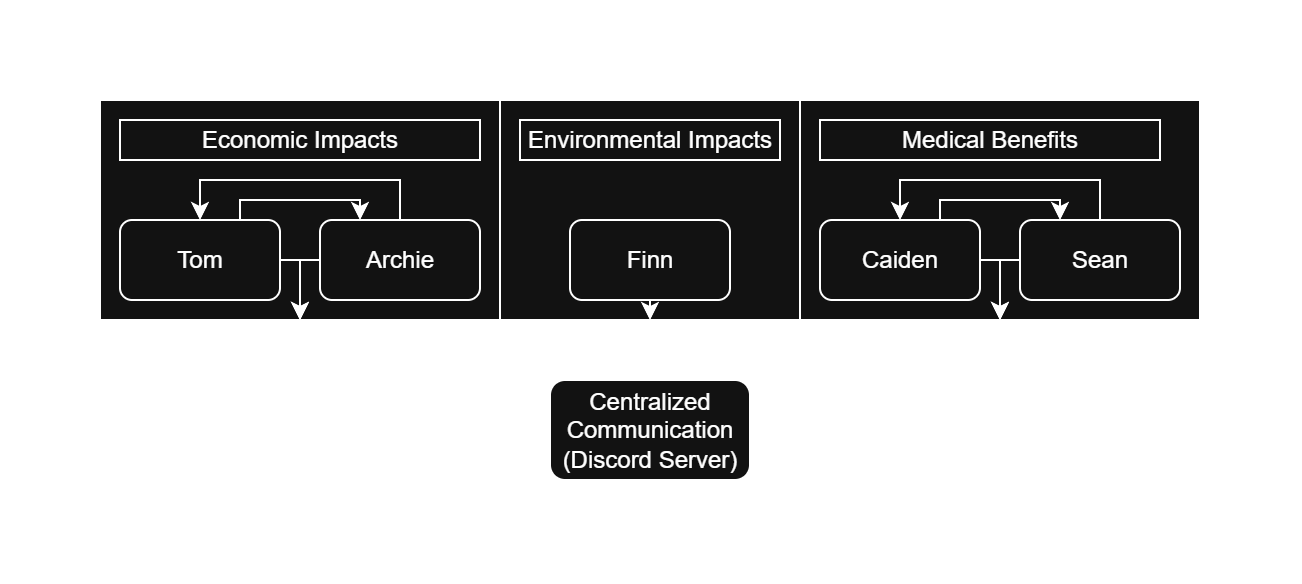 Economic Impacts
Environmental Impacts
Medical Benefits
Tom
Archie
Finn
Caiden
Sean
Centralized
Communication
(Discord Server)